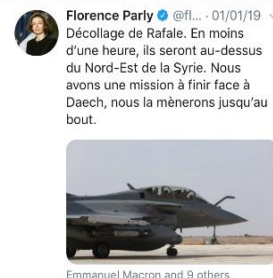 Florence Parly @fl... · 01/01/19
Décollage de Rafale. En moins
d'une heure, ils seront au-dessus
du Nord-Est de la Syrie. Nous
avons une mission à finir face à
Daech, nous la mènerons jusqu'au
bout.
Emmanuel Macron and 9 others